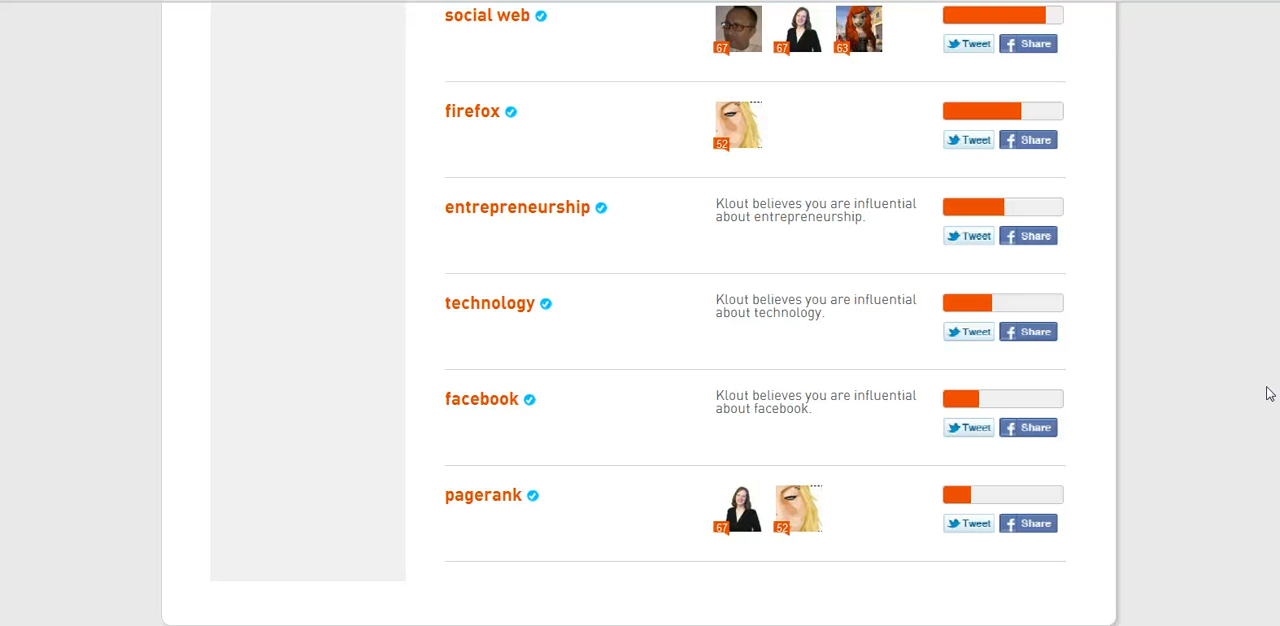 social web
67 67 63
Tweet Share
firefox
52
Tweet Share
entrepreneurship
Klout believes you are influential
about entrepreneurship.
Tweet Share
technology
Klout believes you are influential
about technology.
Tweet Share
facebook
Klout believes you are influential
about facebook.
Tweet Share
pagerank
67 52
Tweet Share